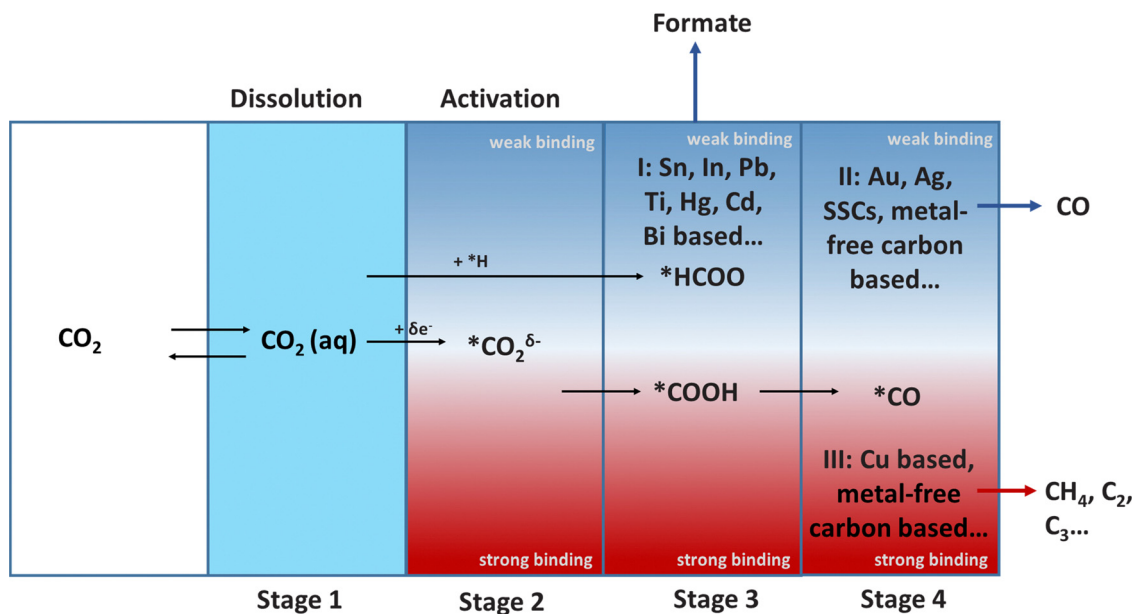 Formate
Dissolution
Activation
weak binding
weak binding
weak binding
I: Sn, In, Pb,
Ti, Hg, Cd,
Bi based...
II: Au, Ag,
SSCs, metal-
free carbon
based...
CO
+ *H
*HCOO
CO₂
CO₂ (aq)
+ δe⁻
*CO₂^δ-
*COOH
*CO
III: Cu based,
metal-free
carbon based...
CH₄, C₂,
C₃...
strong binding
strong binding
strong binding
Stage 1
Stage 2
Stage 3
Stage 4